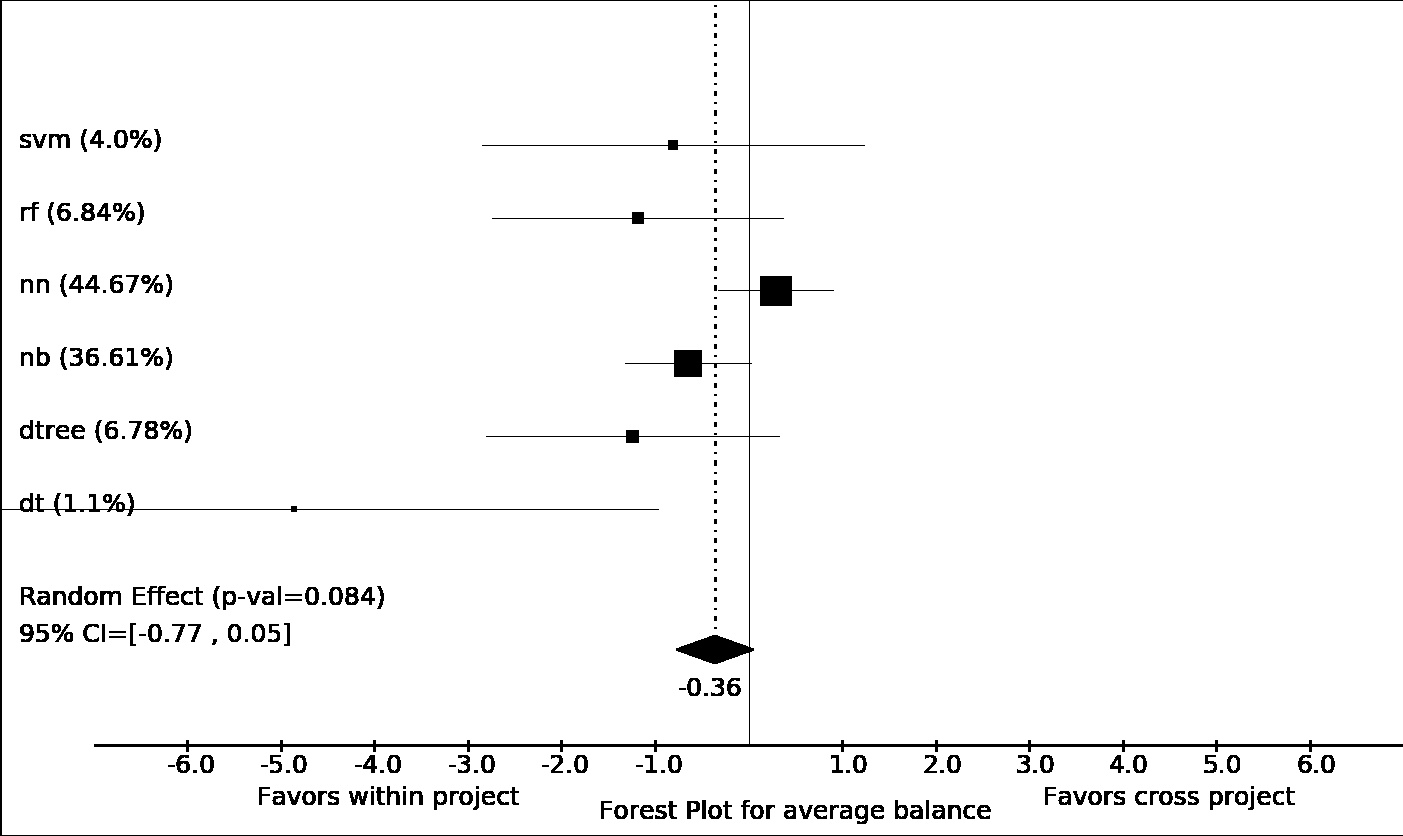 svm (4.0%)
rf (6.84%)
nn (44.67%)
nb (36.61%)
dtree (6.78%)
dt (1.1%)
Random Effect (p-val=0.084)
95% CI=[-0.77 , 0.05]
-0.36
-6.0 -5.0 -4.0 -3.0 -2.0 -1.0 1.0 2.0 3.0 4.0 5.0 6.0
Favors within project Favors cross project
Forest Plot for average balance